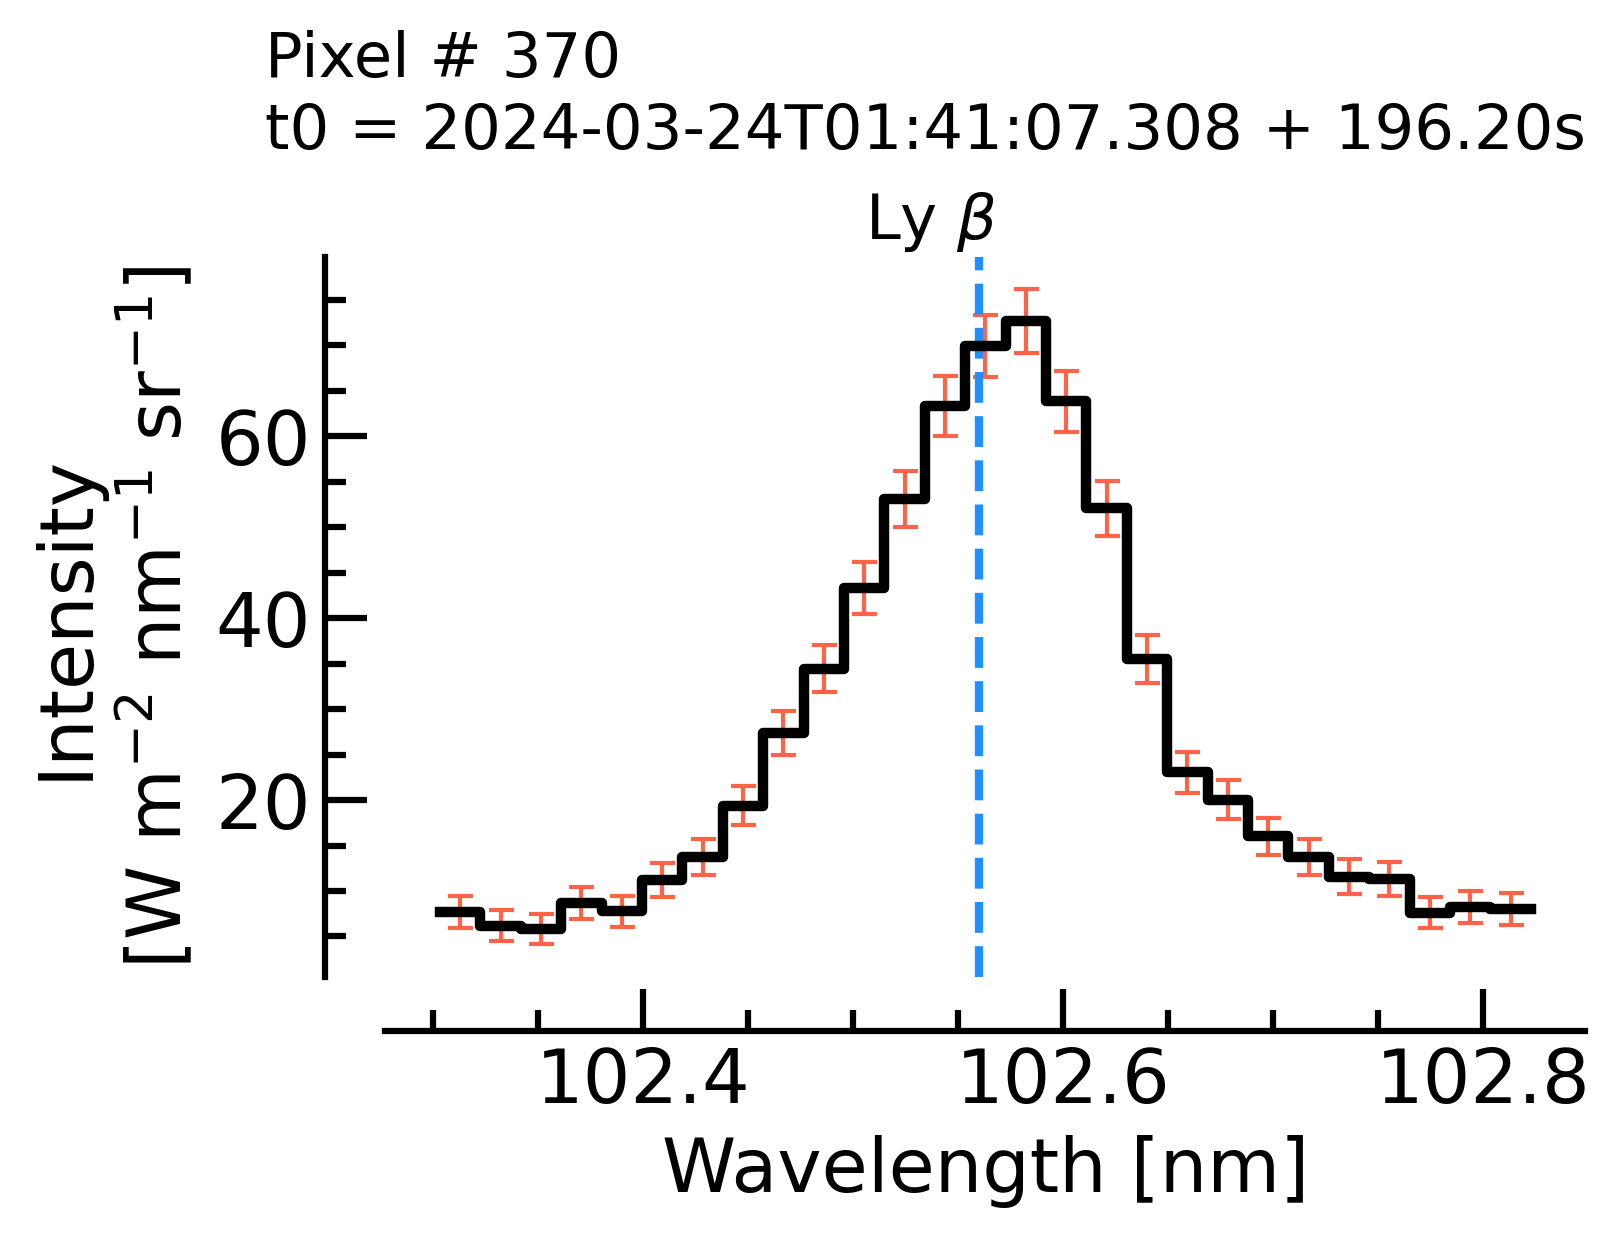 Pixel # 370
t0 = 2024-03-24T01:41:07.308 + 196.20s
Ly β
Intensity
[W m⁻² nm⁻¹ sr⁻¹]
60
40
20
102.4 102.6 102.8
Wavelength [nm]